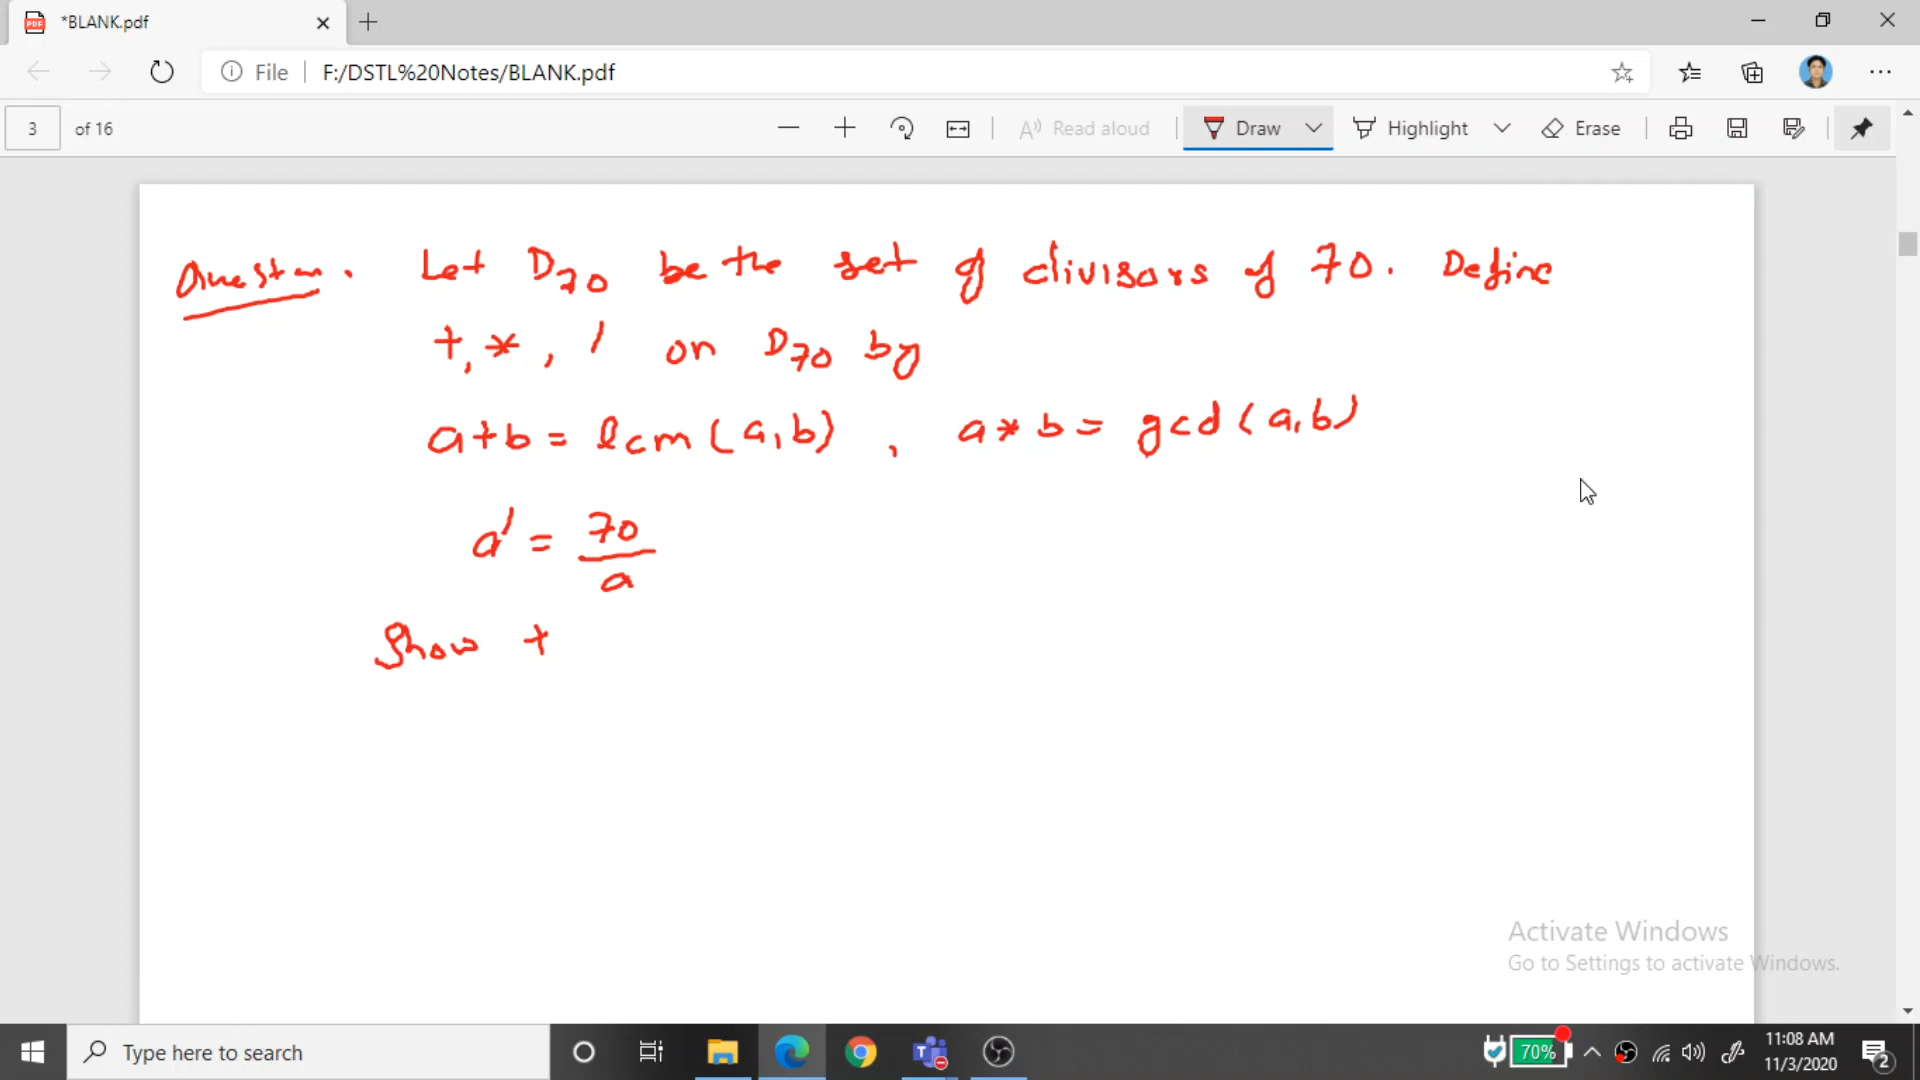 *BLANK.pdf
File F:/DSTL%20Notes/BLANK.pdf
3 of 16 Read aloud Draw Highlight Erase
Question. Let D70 be the set of divisors of 70. Define
+, *, ' on D70 by
a+b = lcm(a,b), a*b = gcd(a,b)
a' = 70/a
Show t
Activate Windows
Go to Settings to activate Windows.
Type here to search
70%
11:08 AM
11/3/2020
2